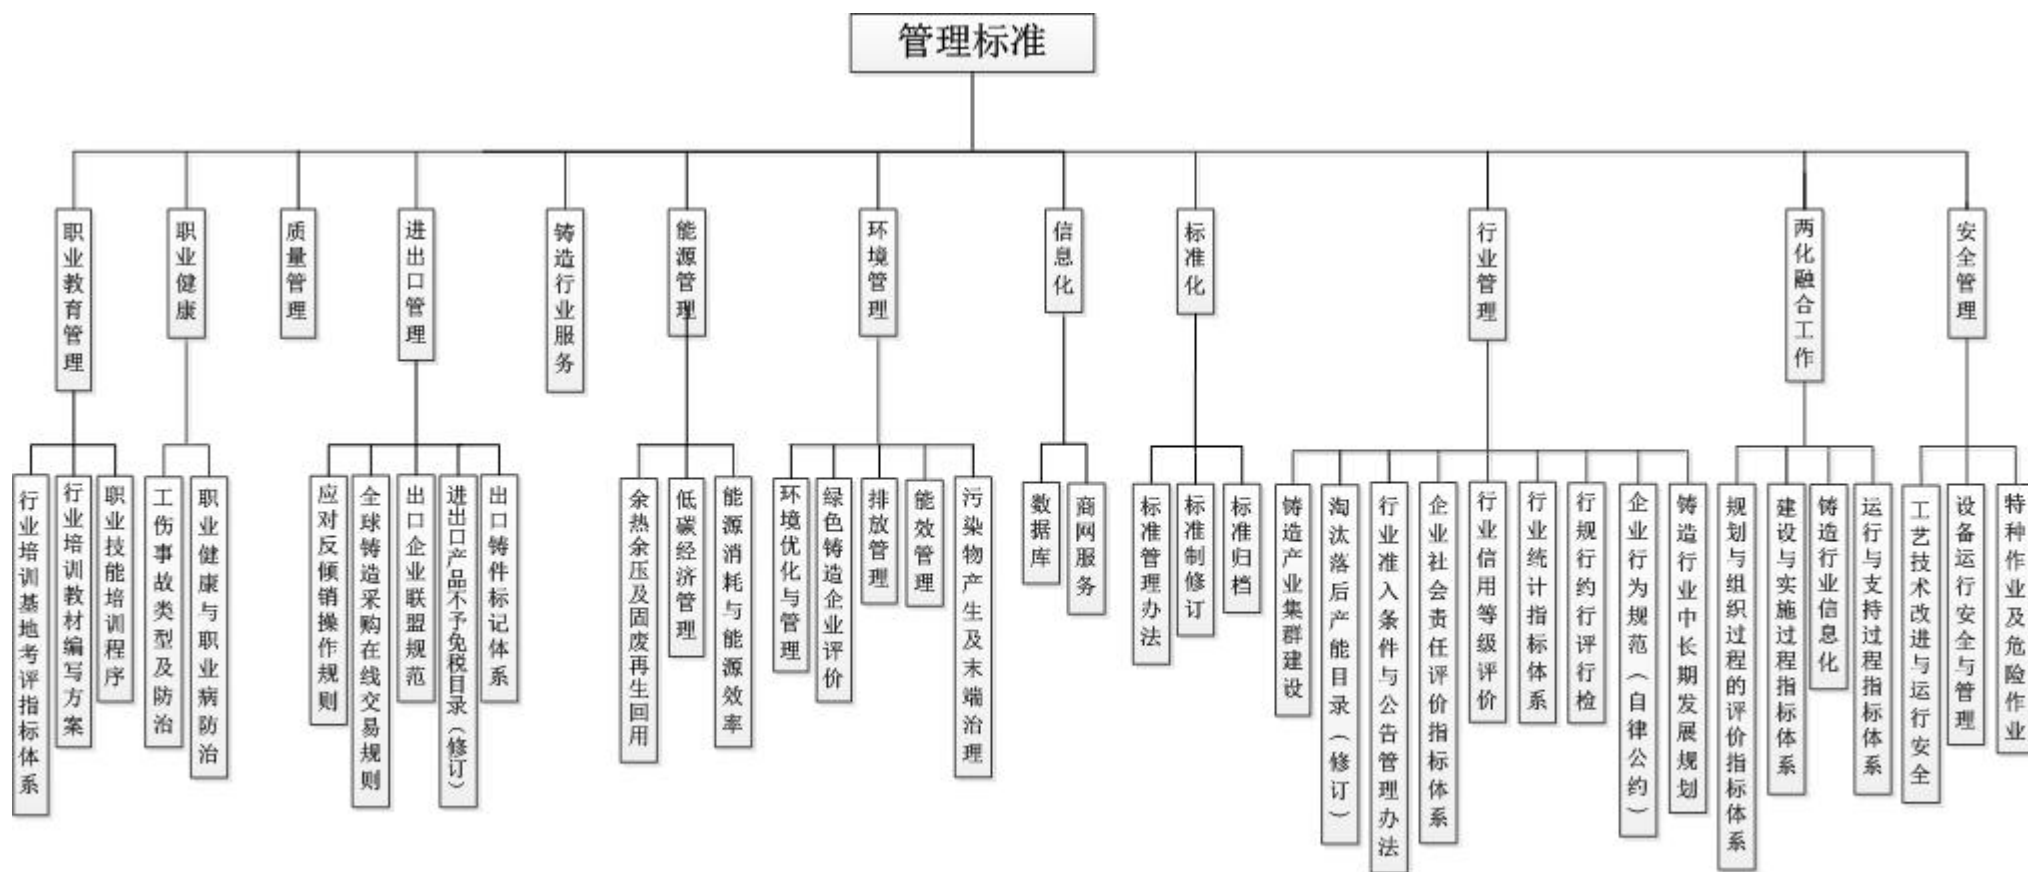 管理标准
职业教育管理
职业健康
质量管理
进出口管理
铸造行业服务
能源管理
环境管理
信息化
标准化
行业管理
两化融合工作
安全管理
行业培训基地考评指标体系
行业培训教材编写方案
职业技能培训程序
工伤事故类型及防治
职业健康与职业病防治
应对反倾销操作规则
全球铸造采购在线交易规则
出口企业联盟规范
进出口产品不予免税目录（修订）
出口铸件标记体系
余热余压及固废再生回用
低碳经济管理
能源消耗与能源效率
环境优化与管理
绿色铸造企业评价
排放管理
能效管理
污染物产生及末端治理
数据库
商网服务
标准管理办法
标准制修订
标准归档
铸造产业集群建设
淘汰落后产能目录（修订）
行业准入条件与公告管理办法
企业社会责任评价指标体系
行业信用等级评价
行业统计指标体系
行规行约行评行检
企业行为规范（自律公约）
铸造行业中长期发展规划
规划与组织过程的评价指标体系
建设与实施过程指标体系
铸造行业信息化
运行与支持过程指标体系
工艺技术改进与运行安全
设备运行安全与管理
特种作业及危险作业